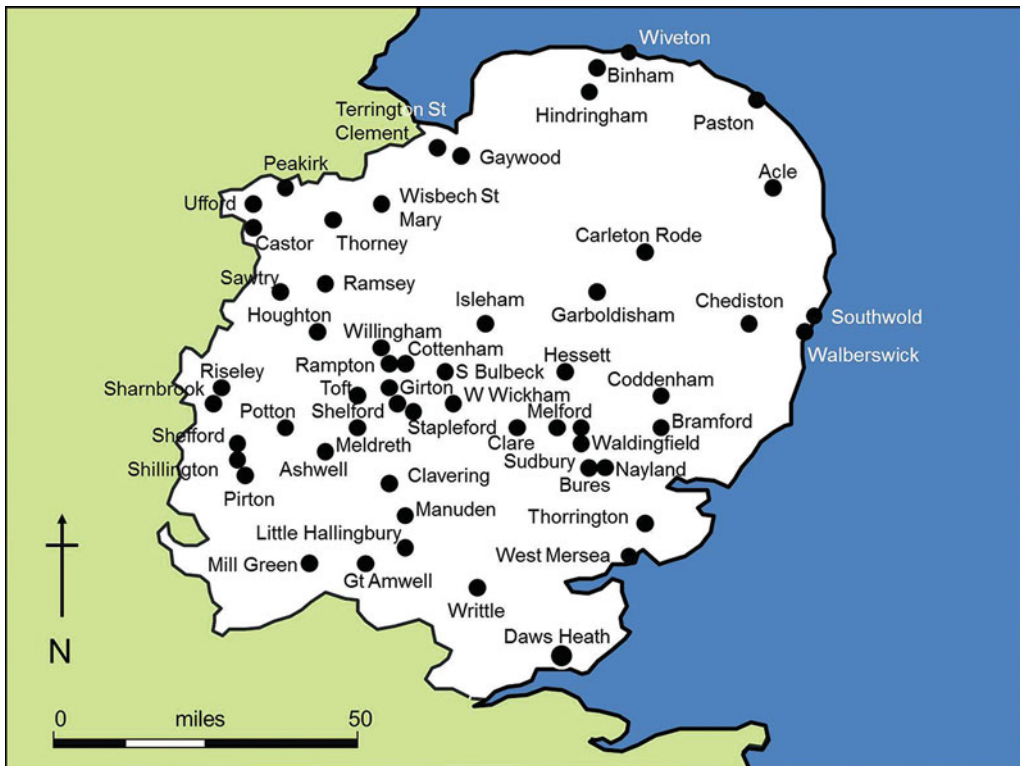 Wiveton
Binham
Hindringham
Paston
Terrington St
Clement
Gaywood
Peakirk
Acle
Ufford
Wisbech St
Mary
Castor
Thorney
Carleton Rode
Sawtry
Ramsey
Isleham
Garboldisham
Chediston
Houghton
Southwold
Willingham
Walberswick
Rampton
Cottenham
Hessett
Riseley
S Bulbeck
Sharnbrook
Toft
Girton
W Wickham
Coddenham
Potton
Shelford
Stapleford
Melford
Bramford
Shefford
Meldreth
Clare
Waldingfield
Shillington
Ashwell
Sudbury
Nayland
Pirton
Clavering
Bures
Manuden
Thorrington
Little Hallingbury
West Mersea
Mill Green
Gt Amwell
Writtle
Daws Heath
N
0 miles 50